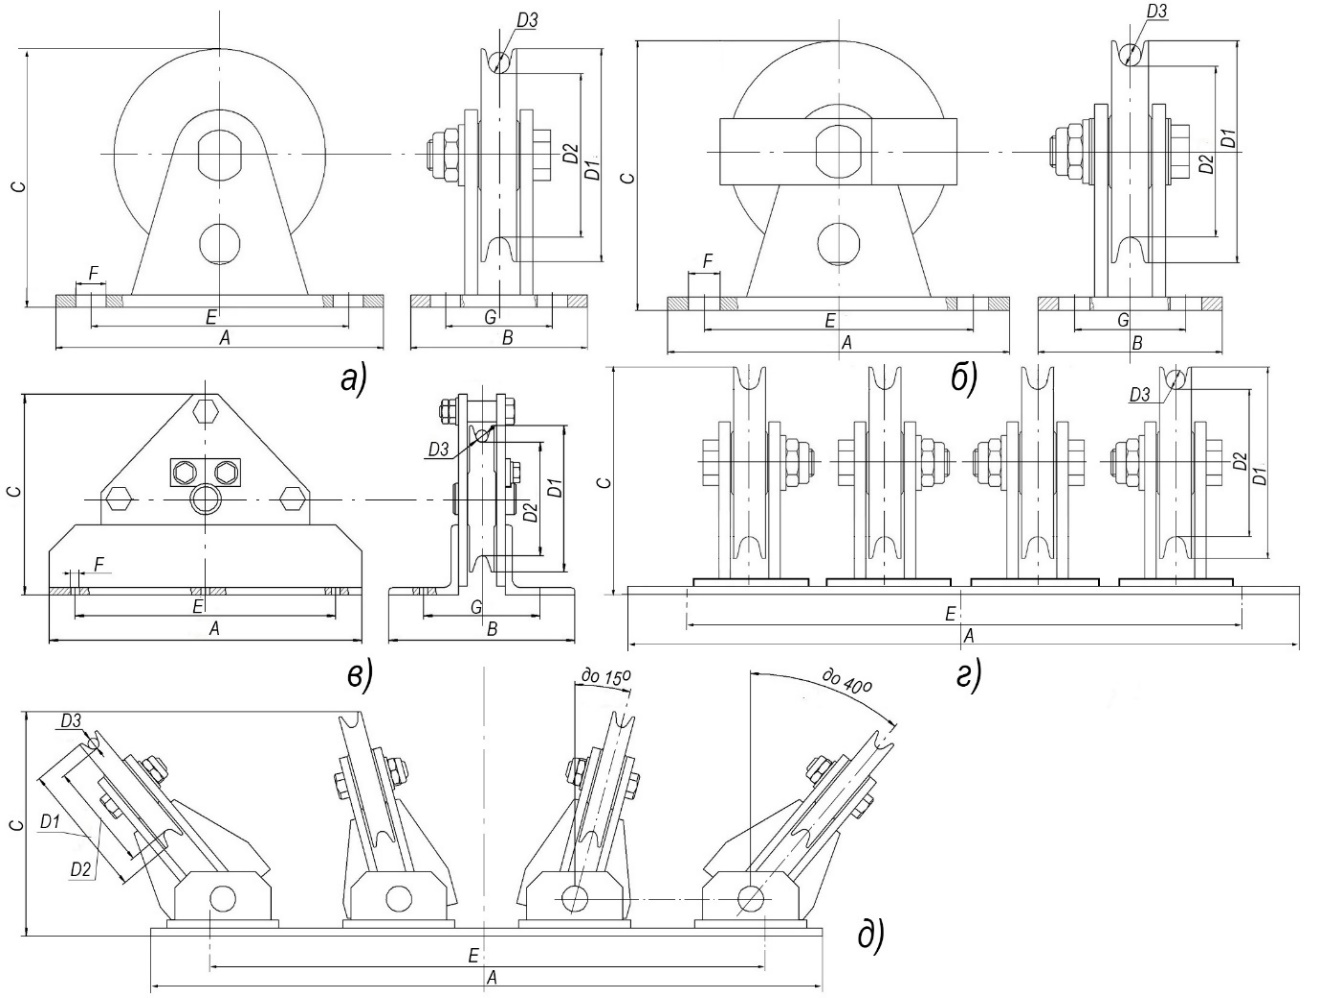 D3
C
D2
D1
F
E
A
G
B
а)
D3
C
D2
D1
F
E
A
G
B
б)
D3
C
D2
D1
F
E
A
G
B
в)
D3
C
D2
D1
E
A
г)
D3
C
D1
D2
до 15°
до 40°
E
A
д)